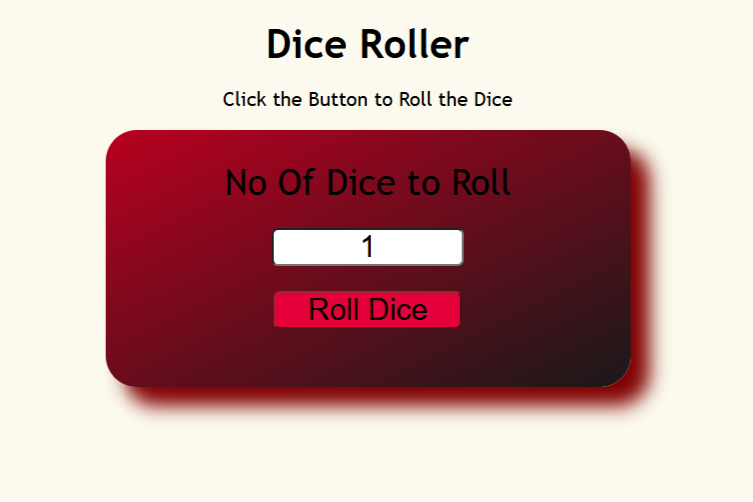 Dice Roller
Click the Button to Roll the Dice
No Of Dice to Roll
1
Roll Dice